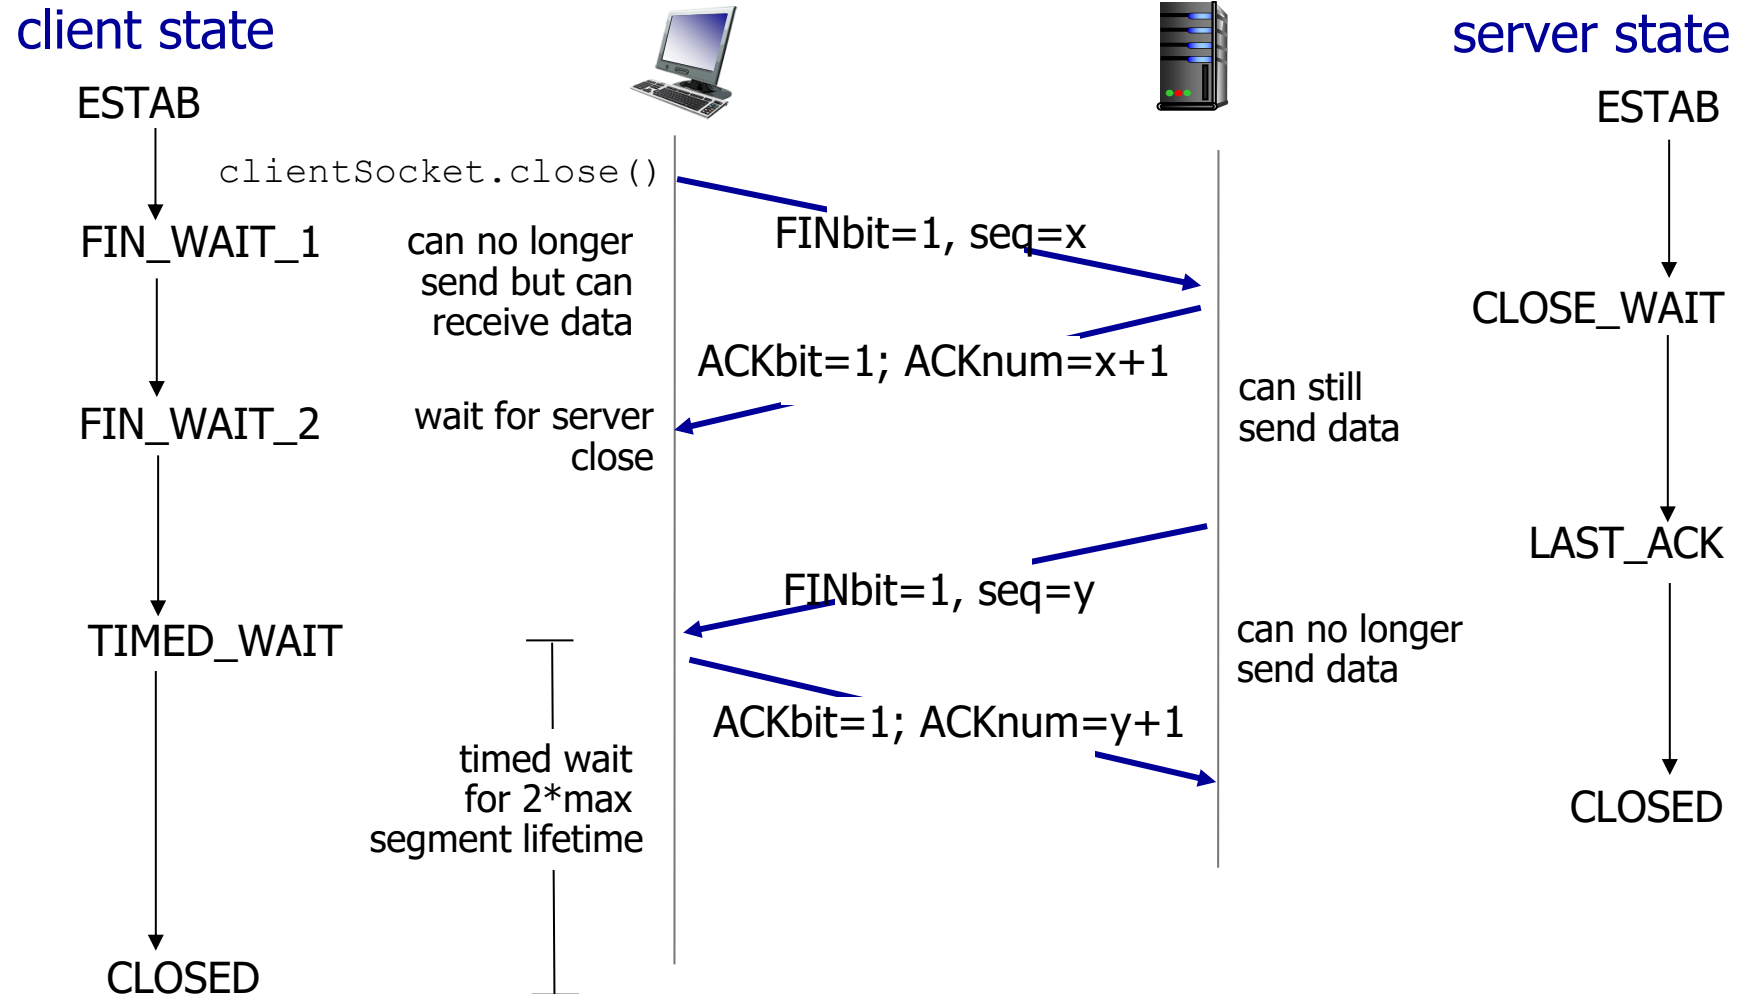 client state
server state
ESTAB
ESTAB
clientSocket.close()
FINbit=1, seq=x
FIN_WAIT_1
can no longer
send but can
receive data
CLOSE_WAIT
ACKbit=1; ACKnum=x+1
can still
send data
FIN_WAIT_2
wait for server
close
LAST_ACK
FINbit=1, seq=y
TIMED_WAIT
can no longer
send data
ACKbit=1; ACKnum=y+1
timed wait
for 2*max
segment lifetime
CLOSED
CLOSED